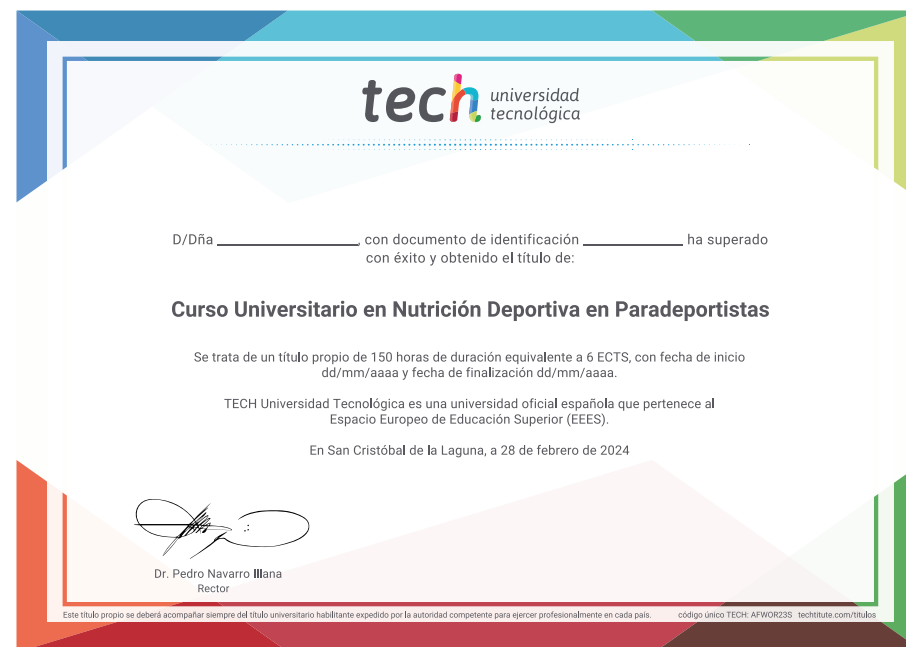 tech universidad
tecnológica
D/Dña ____________, con documento de identificación __________ ha superado
con éxito y obtenido el título de:
Curso Universitario en Nutrición Deportiva en Paradeportistas
Se trata de un título propio de 150 horas de duración equivalente a 6 ECTS, con fecha de inicio
dd/mm/aaaa y fecha de finalización dd/mm/aaaa.
TECH Universidad Tecnológica es una universidad oficial española que pertenece al
Espacio Europeo de Educación Superior (EEES).
En San Cristóbal de la Laguna, a 28 de febrero de 2024
Dr. Pedro Navarro Illana
Rector
Este título propio se deberá acompañar siempre del título universitario habilitante expedido por la autoridad competente para ejercer profesionalmente en cada país. código único TECH: AFWOR23S techtitute.com/titulos